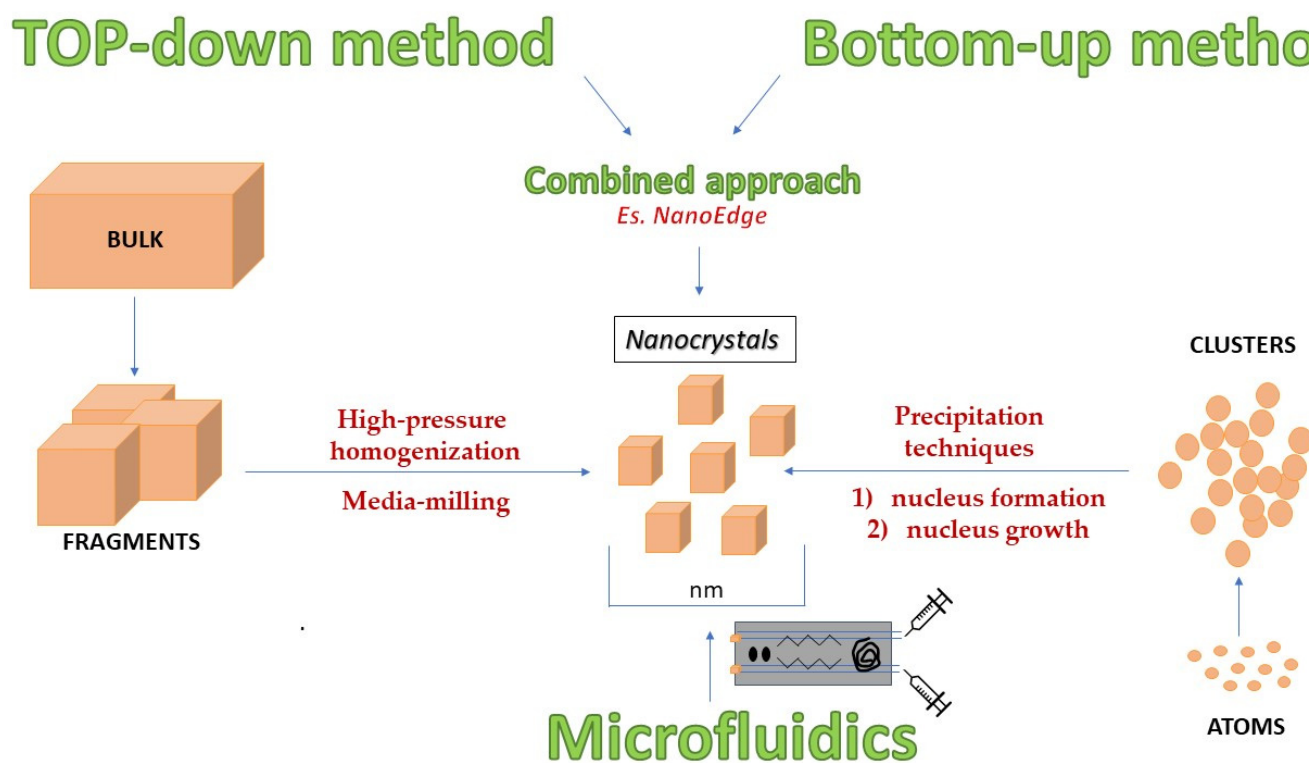 TOP-down method
Bottom-up metho
Combined approach
Es. NanoEdge
BULK
Nanocrystals
CLUSTERS
High-pressure
homogenization
Media-milling
Precipitation
techniques
1) nucleus formation
2) nucleus growth
FRAGMENTS
nm
.
Microfluidics
ATOMS